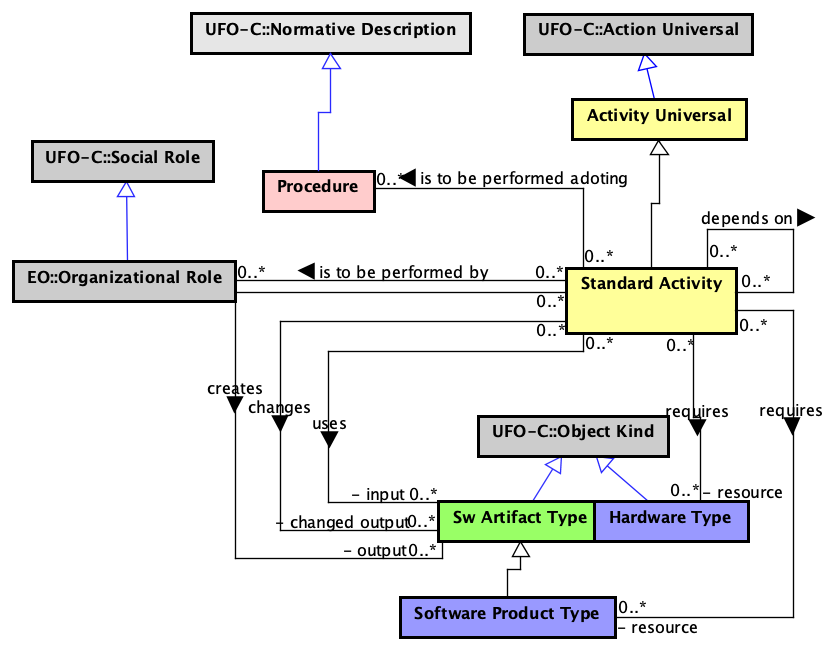 UFO-C::Normative Description
UFO-C::Action Universal
Activity Universal
UFO-C::Social Role
Procedure
0..*
is to be performed adoting
depends on
0..*
0..*
EO::Organizational Role
0..*
is to be performed by
0..*
Standard Activity
0..*
0..*
0..*
0..*
0..*
0..*
creates
changes
uses
requires
requires
UFO-C::Object Kind
- input 0..*
0..*
- resource
- changed output 0..*
Sw Artifact Type
Hardware Type
- output 0..*
Software Product Type
0..*
- resource